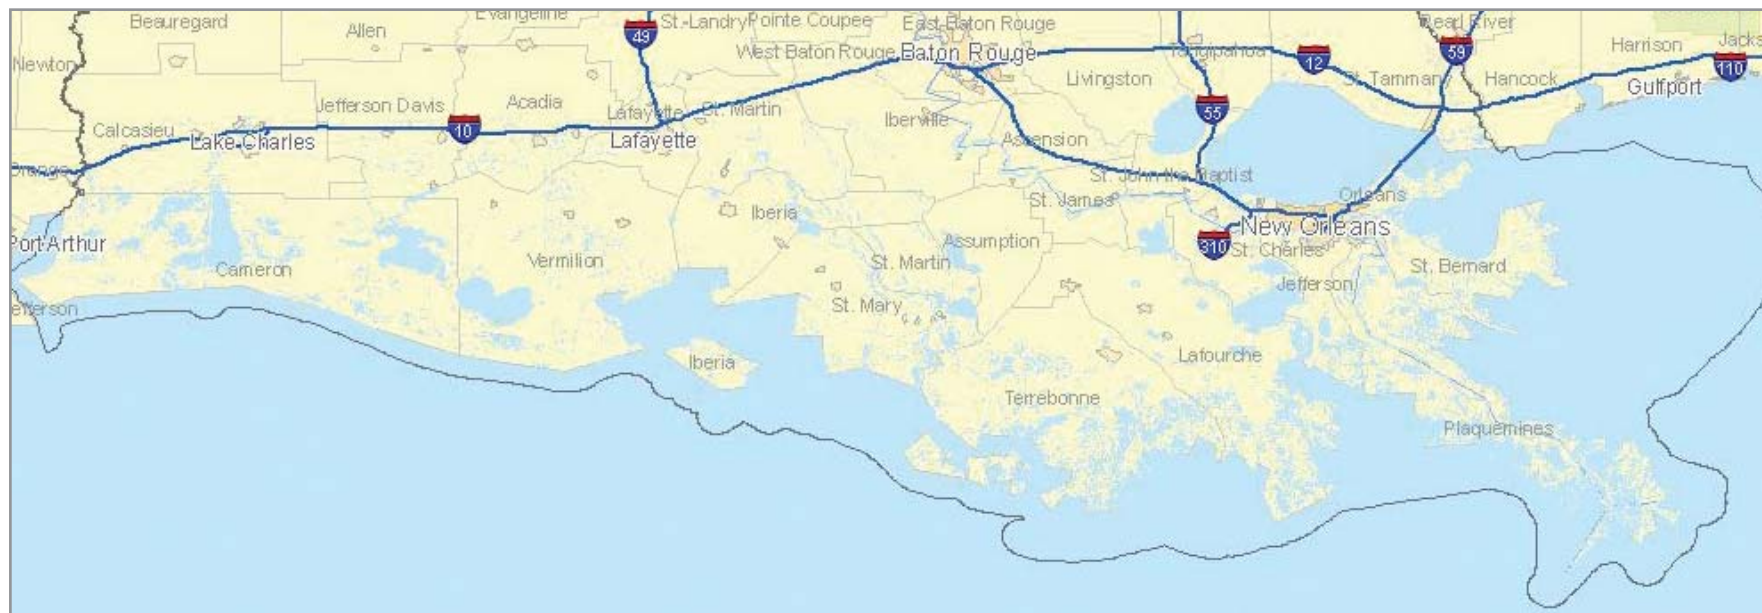 Beauregard
Allen
Evangeline
St. Landry
Pointe Coupee
East Baton Rouge
Pearl River
49
West Baton Rouge
Baton Rouge
Tangipahoa
12
59
Harrison
Jacks
Newton
Livingston
St. Tammany
Hancock
Gulfport
110
Jefferson Davis
Acadia
Lafayette
St. Martin
Iberville
55
Calcasieu
Lake Charles
10
Lafayette
Ascension
Orange
St. John the Baptist
Orleans
St. James
Iberia
New Orleans
Port Arthur
Assumption
310
St. Charles
Cameron
Vermilion
St. Martin
St. Bernard
Jefferson
efferson
St. Mary
Iberia
Lafourche
Terrebonne
Plaquemines